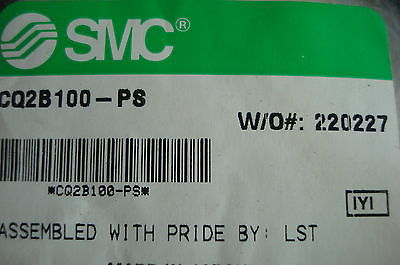 SMC®
CQ2B100-PS
W/O#: 220227
*CQ2B100-PS*
IYI
ASSEMBLED WITH PRIDE BY: LST